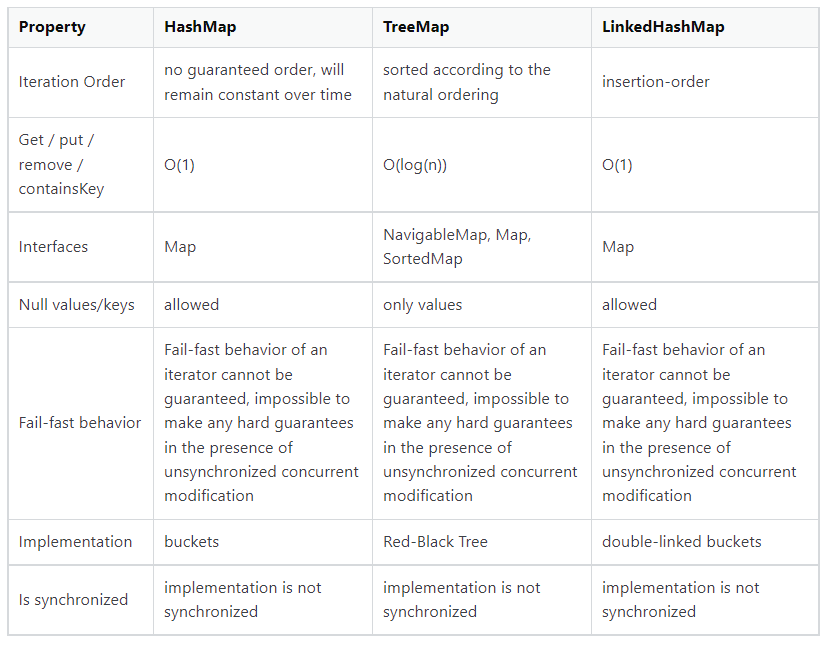 Property HashMap TreeMap LinkedHashMap
Iteration Order
no guaranteed order, will
remain constant over time
sorted according to the
natural ordering
insertion-order
Get / put /
remove /
containsKey
O(1)
O(log(n))
O(1)
Interfaces
Map
NavigableMap, Map,
SortedMap
Map
Null values/keys
allowed
only values
allowed
Fail-fast behavior
Fail-fast behavior of an
iterator cannot be
guaranteed, impossible to
make any hard guarantees
in the presence of
unsynchronized concurrent
modification
Fail-fast behavior of an
iterator cannot be
guaranteed, impossible to
make any hard guarantees
in the presence of
unsynchronized concurrent
modification
Fail-fast behavior of an
iterator cannot be
guaranteed, impossible to
make any hard guarantees
in the presence of
unsynchronized concurrent
modification
Implementation
buckets
Red-Black Tree
double-linked buckets
Is synchronized
implementation is not
synchronized
implementation is not
synchronized
implementation is not
synchronized